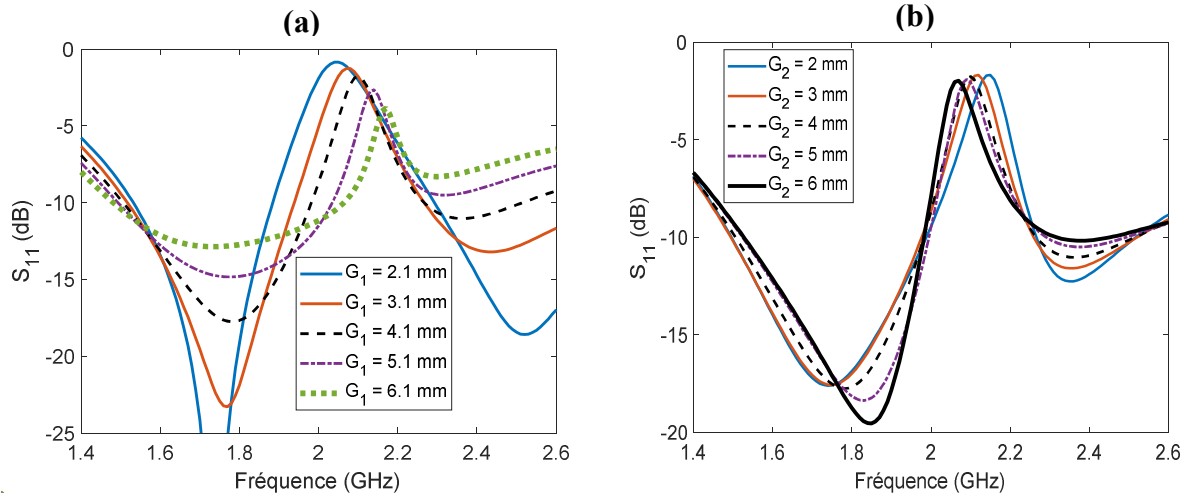 (a)
0
-5
-10
-15
-20
-25
S11 (dB)
G1 = 2.1 mm
G1 = 3.1 mm
G1 = 4.1 mm
G1 = 5.1 mm
G1 = 6.1 mm
1.4 1.6 1.8 2 2.2 2.4 2.6
Fréquence (GHz)
(b)
0
-5
-10
-15
-20
S11 (dB)
G2 = 2 mm
G2 = 3 mm
G2 = 4 mm
G2 = 5 mm
G2 = 6 mm
1.4 1.6 1.8 2 2.2 2.4 2.6
Fréquence (GHz)